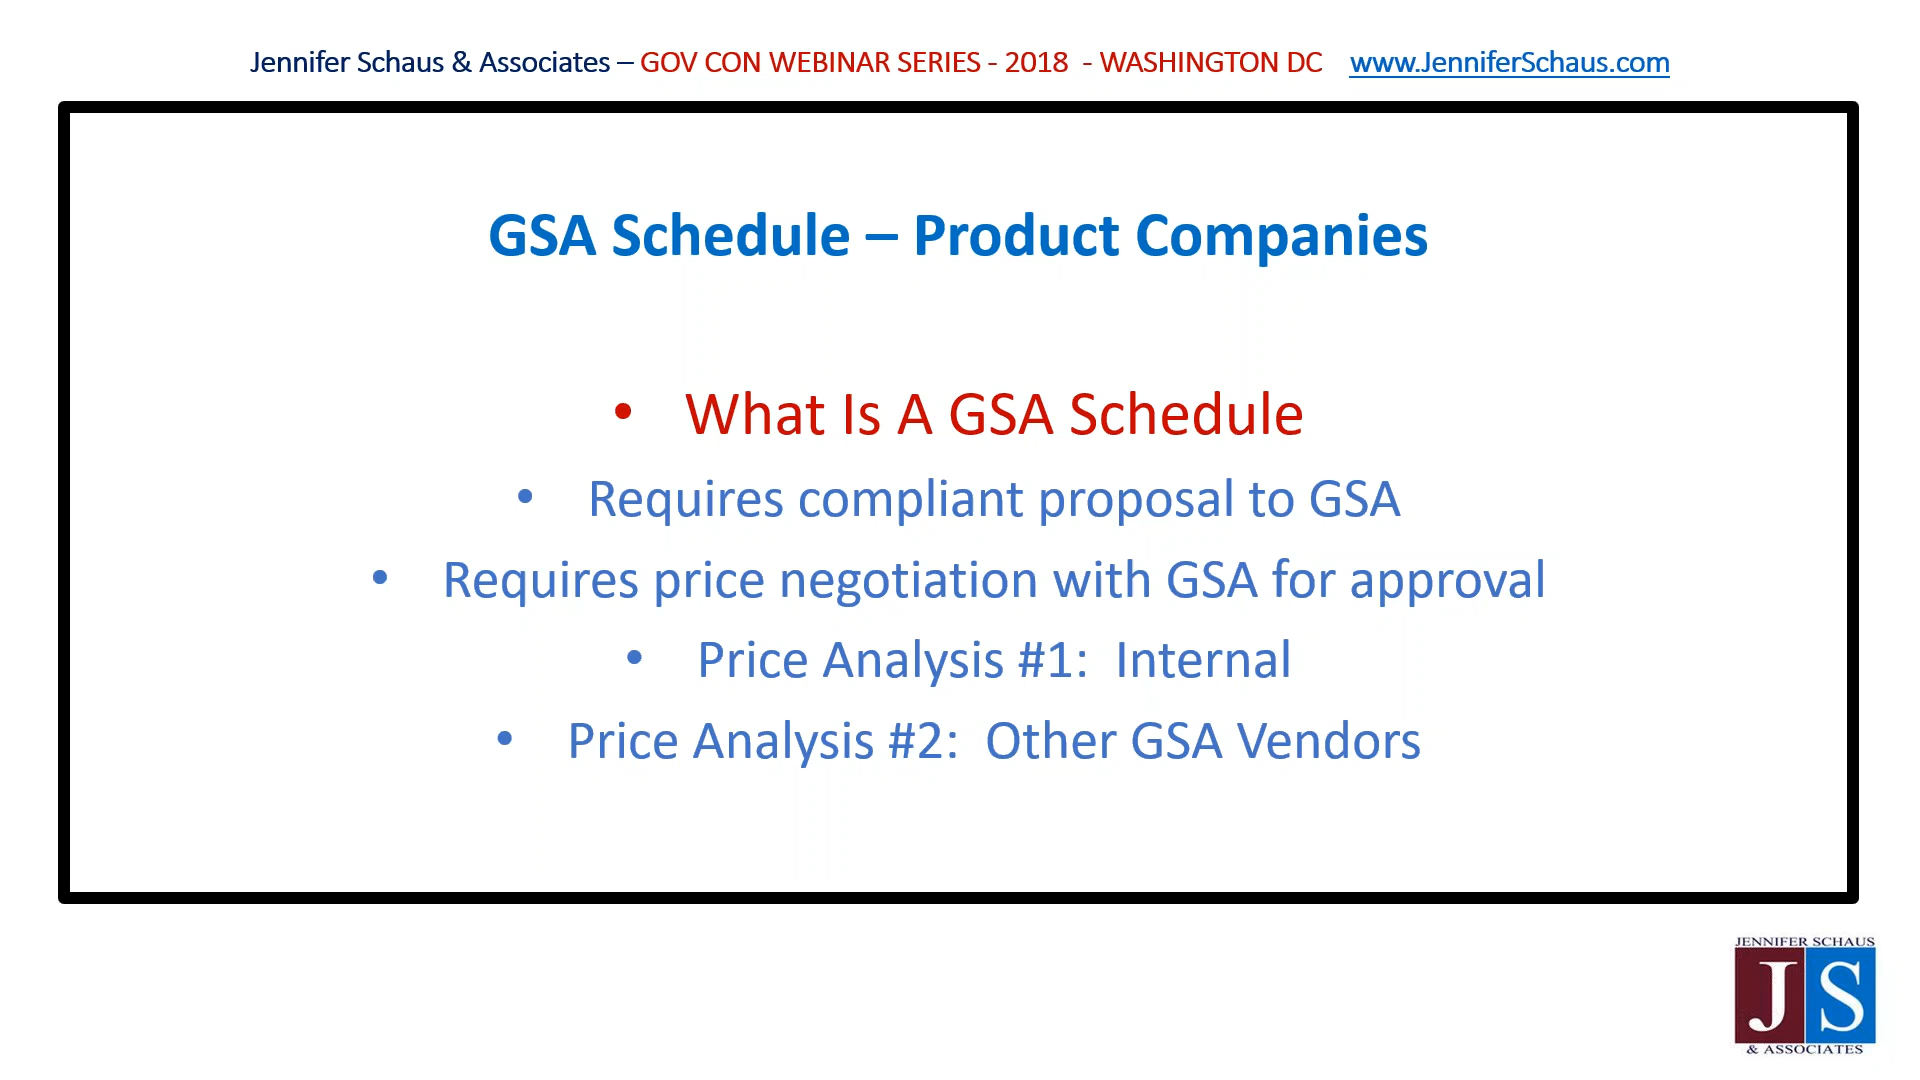 Jennifer Schaus & Associates – GOV CON WEBINAR SERIES - 2018 - WASHINGTON DC www.JenniferSchaus.com
GSA Schedule – Product Companies
• What Is A GSA Schedule
• Requires compliant proposal to GSA
• Requires price negotiation with GSA for approval
• Price Analysis #1: Internal
• Price Analysis #2: Other GSA Vendors
JENNIFER SCHAUS
JS
& ASSOCIATES